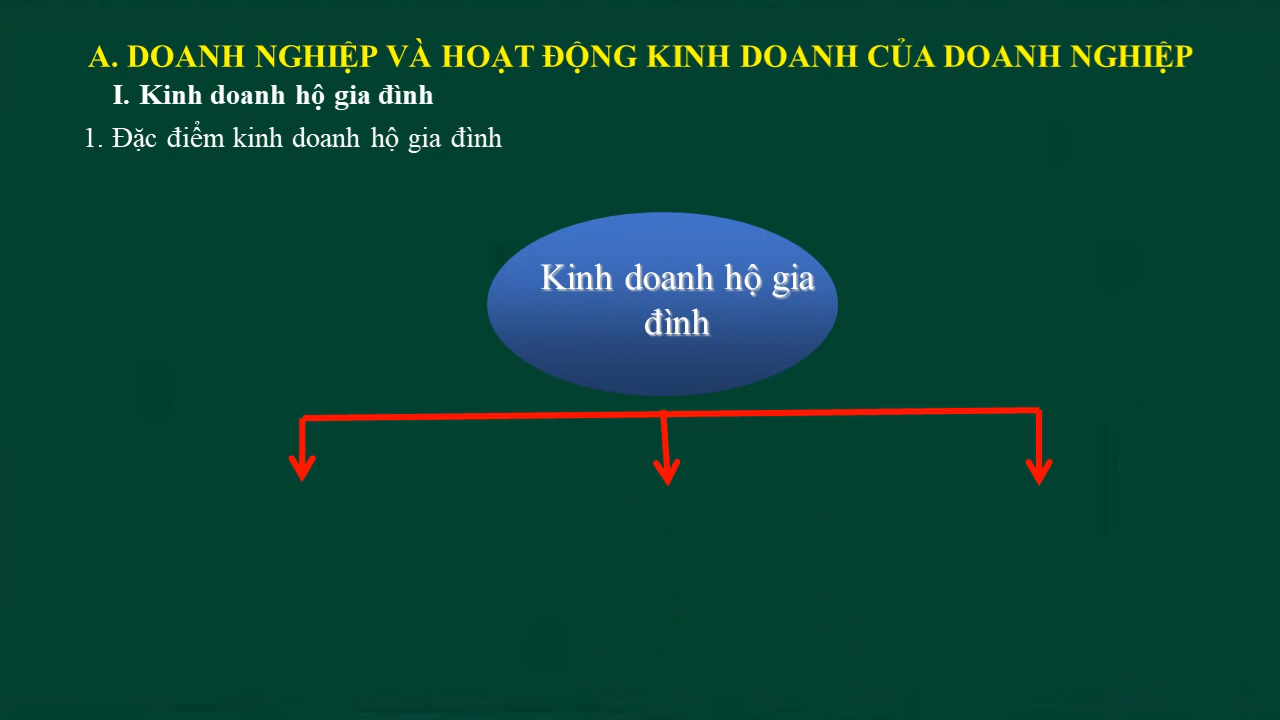 A. DOANH NGHIỆP VÀ HOẠT ĐỘNG KINH DOANH CỦA DOANH NGHIỆP
I. Kinh doanh hộ gia đình
1. Đặc điểm kinh doanh hộ gia đình
Kinh doanh hộ gia
đình